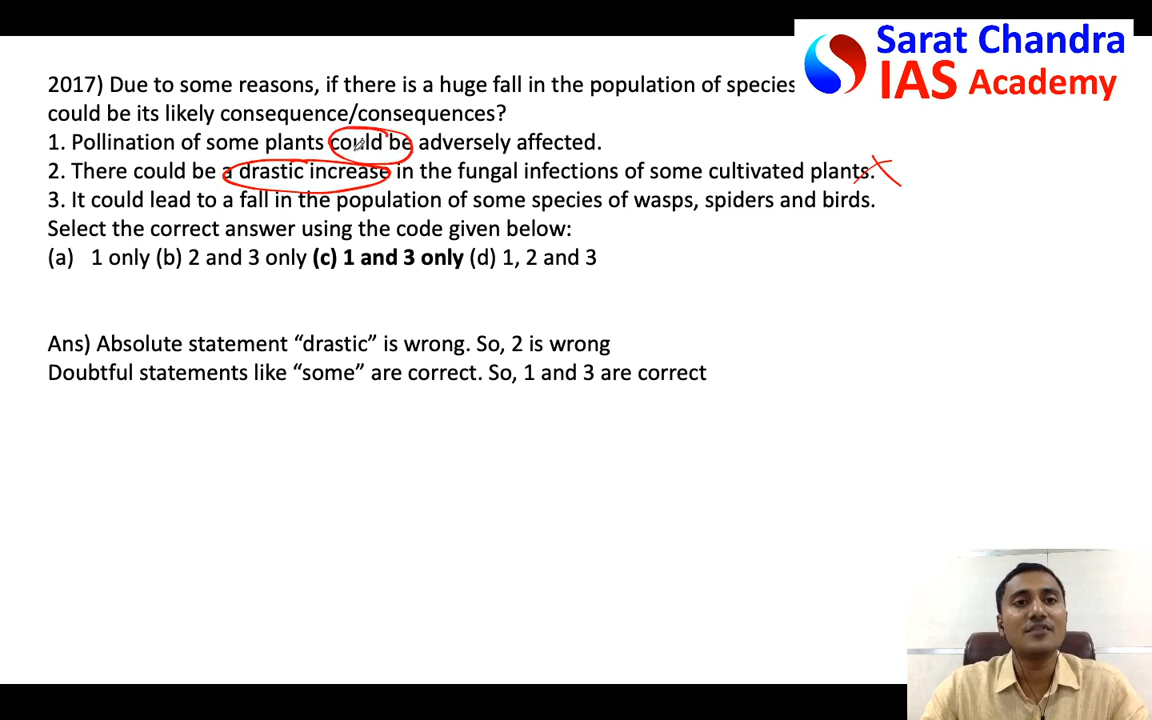 Sarat Chandra
IAS Academy
2017) Due to some reasons, if there is a huge fall in the population of species
could be its likely consequence/consequences?
1. Pollination of some plants could be adversely affected.
2. There could be a drastic increase in the fungal infections of some cultivated plants.
3. It could lead to a fall in the population of some species of wasps, spiders and birds.
Select the correct answer using the code given below:
(a) 1 only (b) 2 and 3 only (c) 1 and 3 only (d) 1, 2 and 3
Ans) Absolute statement “drastic” is wrong. So, 2 is wrong
Doubtful statements like “some” are correct. So, 1 and 3 are correct